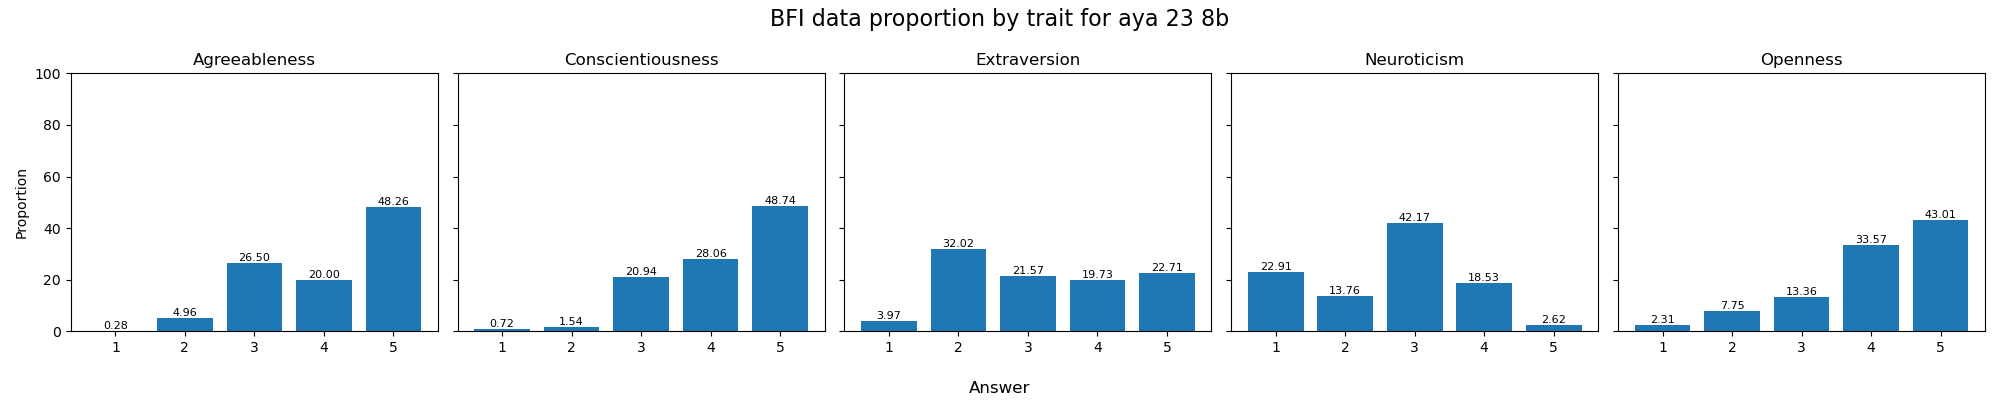 BFI data proportion by trait for aya 23 8b
Agreeableness
Proportion
100
80
60
40
20
0
0.28
4.96
26.50
20.00
48.26
1 2 3 4 5
Conscientiousness
0.72
1.54
20.94
28.06
48.74
1 2 3 4 5
Extraversion
3.97
32.02
21.57
19.73
22.71
1 2 3 4 5
Neuroticism
22.91
13.76
42.17
18.53
2.62
1 2 3 4 5
Openness
2.31
7.75
13.36
33.57
43.01
1 2 3 4 5
Answer